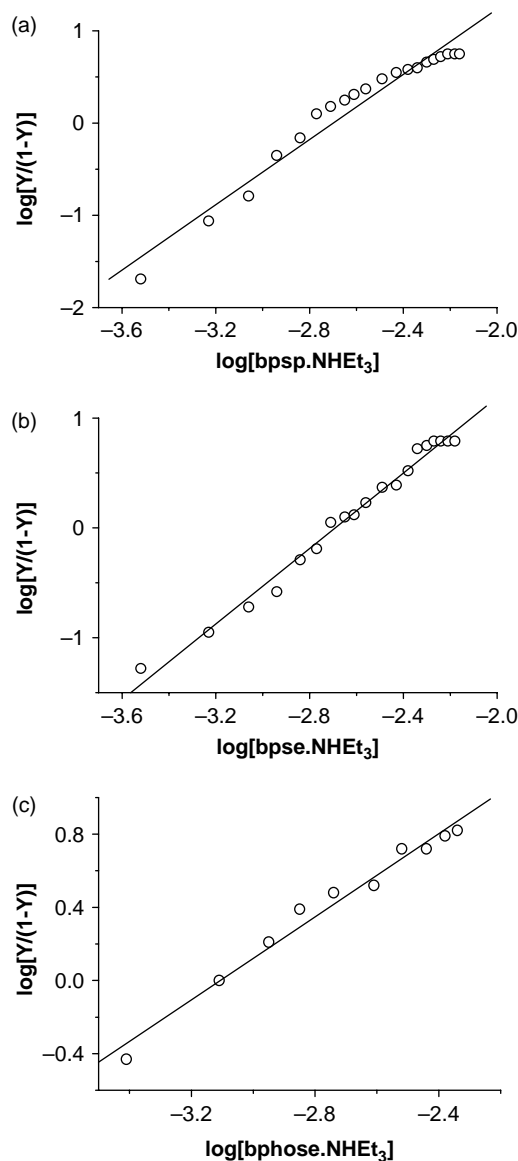 (a)
log[Y/(1-Y)]
1
0
−1
−2
−3.6 −3.2 −2.8 −2.4 −2.0
log[bpsp.NHEt₃]
(b)
log[Y/(1-Y)]
1
0
−1
−3.6 −3.2 −2.8 −2.4 −2.0
log[bpse.NHEt₃]
(c)
log[Y/(1-Y)]
0.8
0.4
0.0
−0.4
−3.2 −2.8 −2.4
log[bphose.NHEt₃]